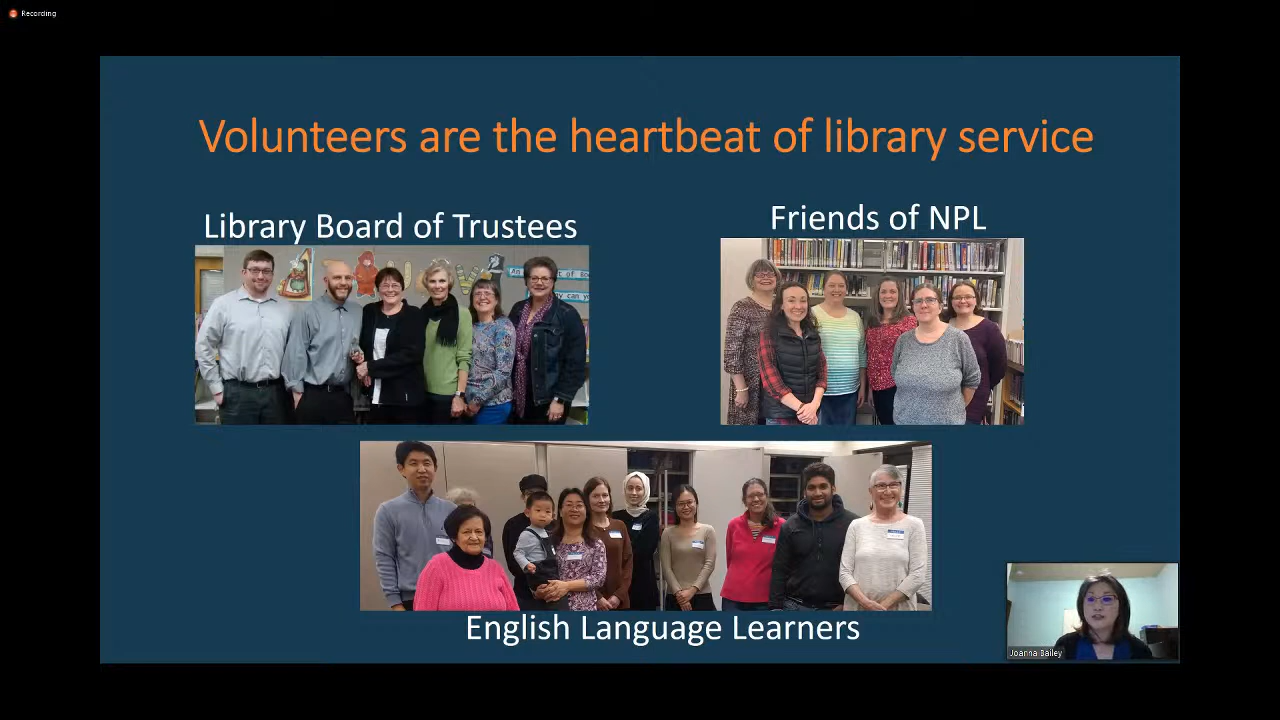 Recording
Volunteers are the heartbeat of library service
Library Board of Trustees
Friends of NPL
English Language Learners
Joanna Bailey